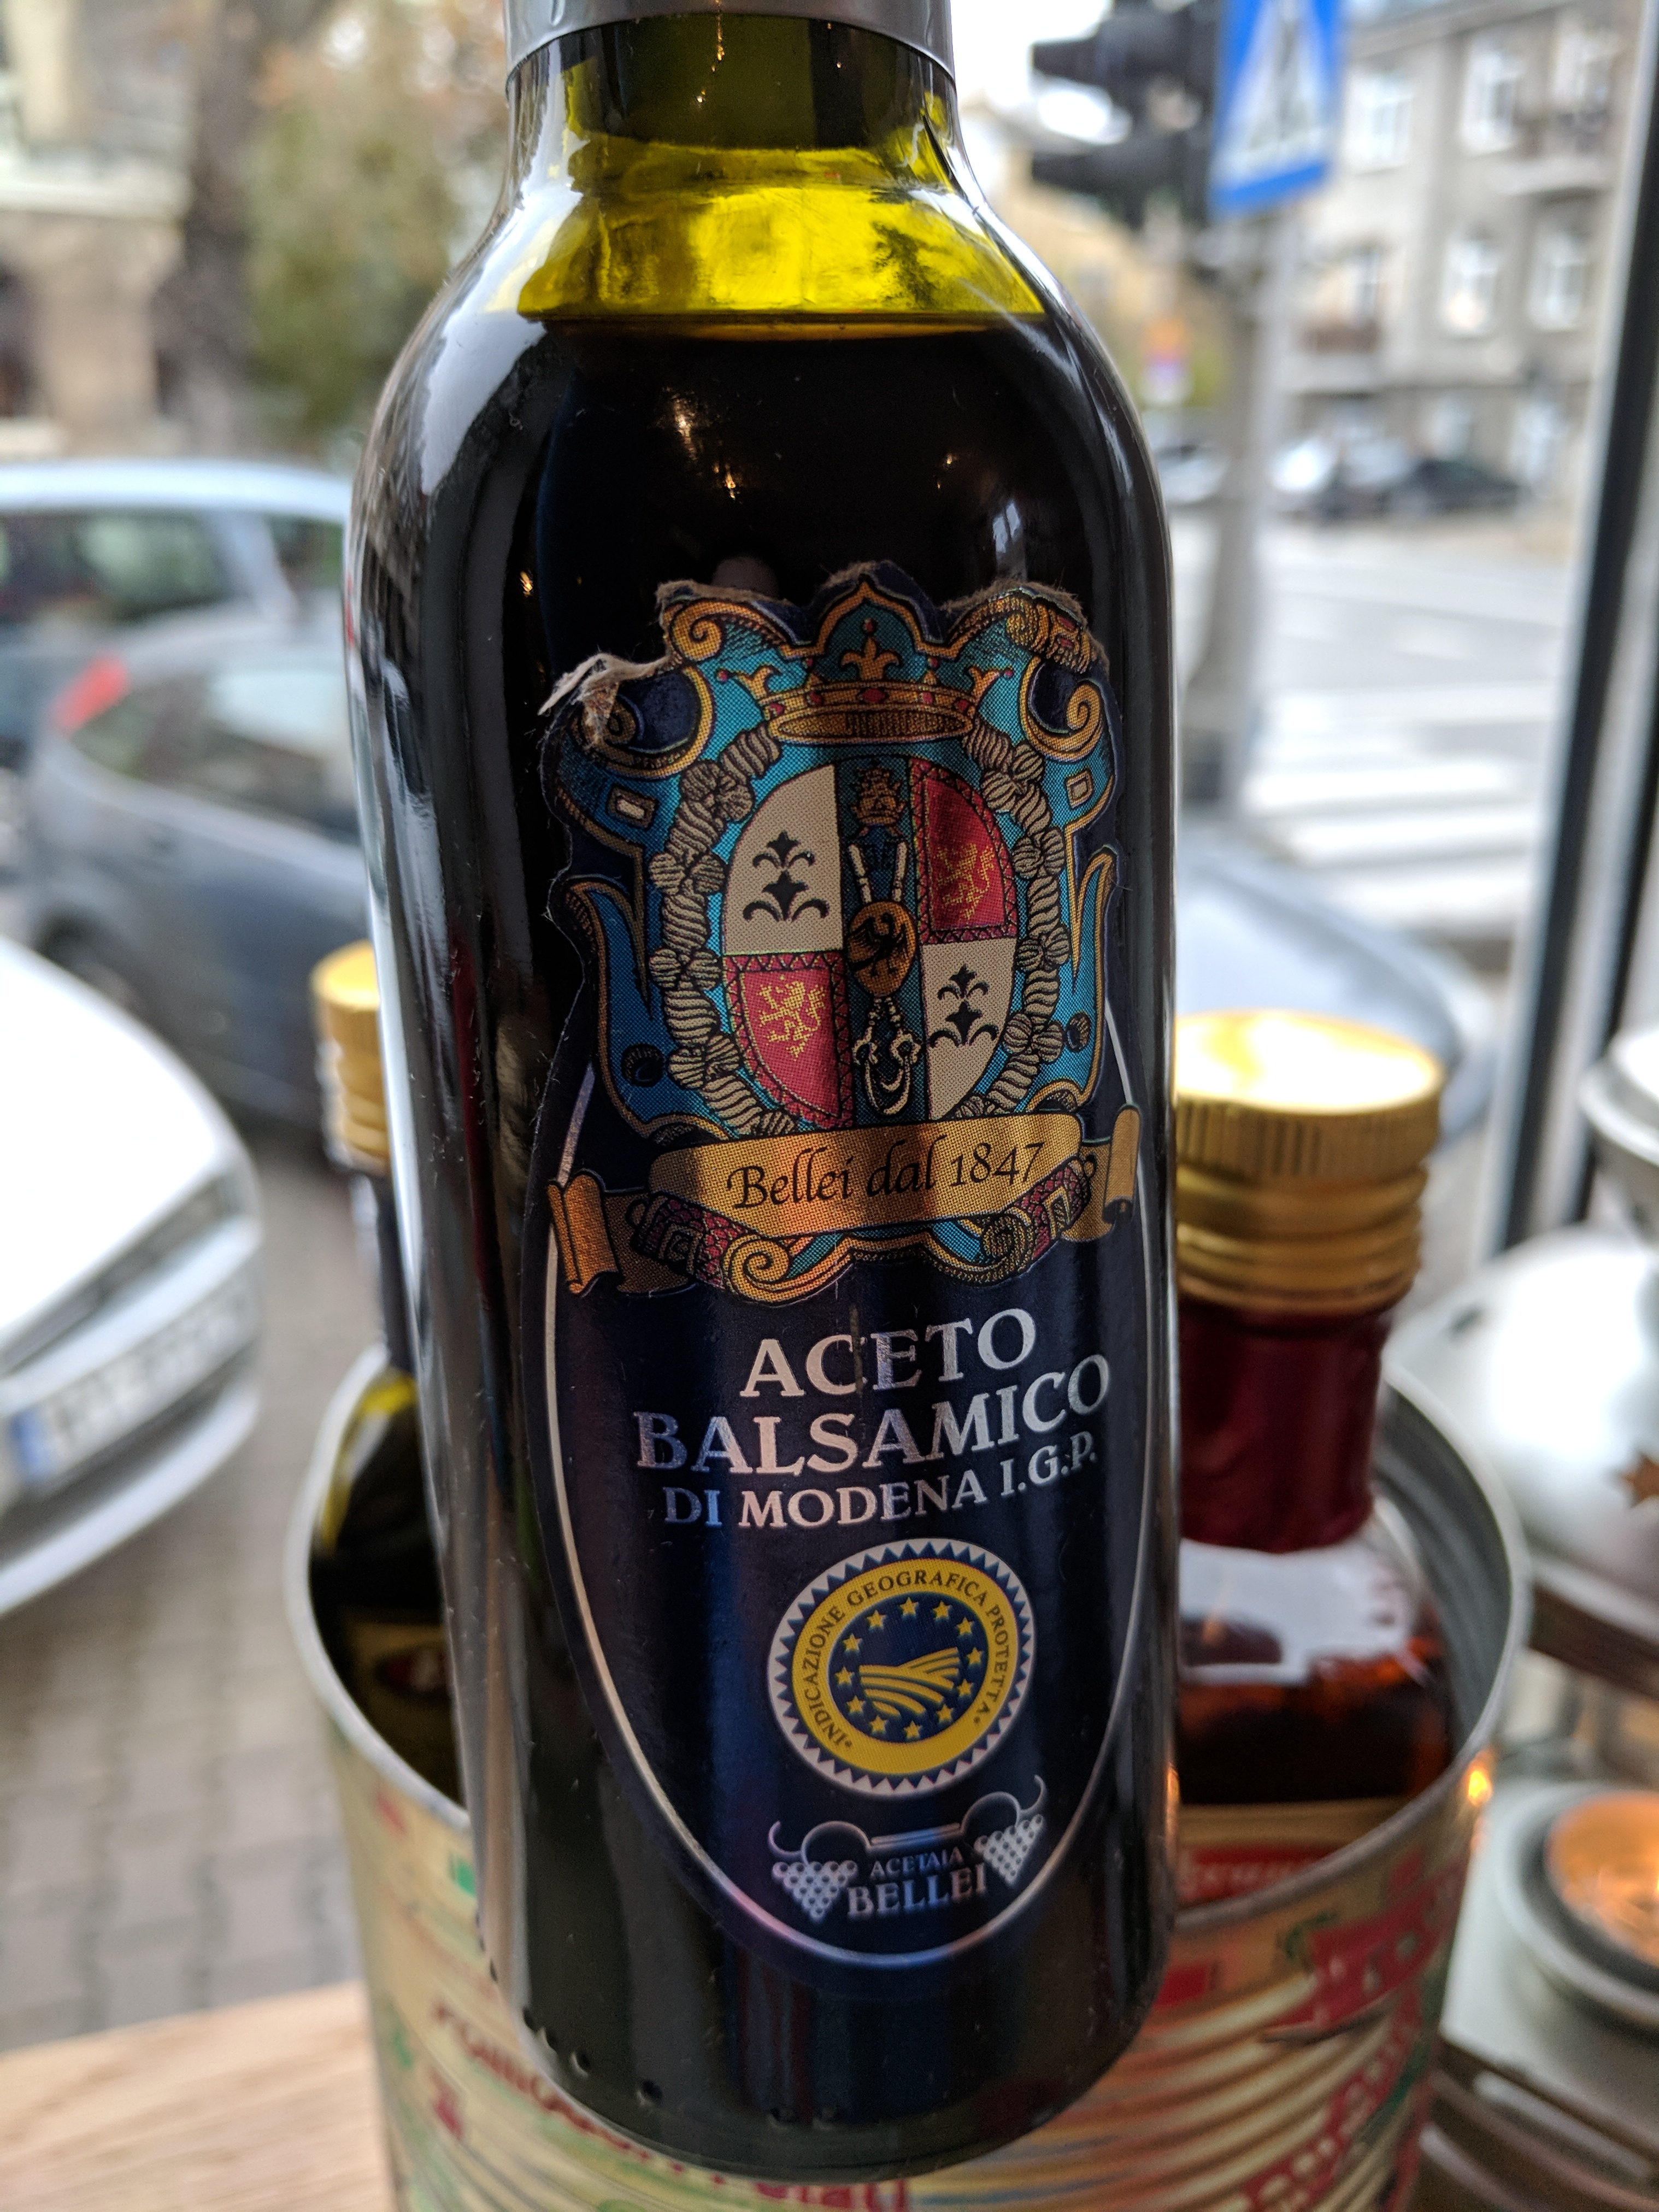 Bellei dal 1847
ACETO
BALSAMICO
DI MODENA I.G.P.
•INDICAZIONE GEOGRAFICA PROTETTA•
ACETAIA
BELLEI